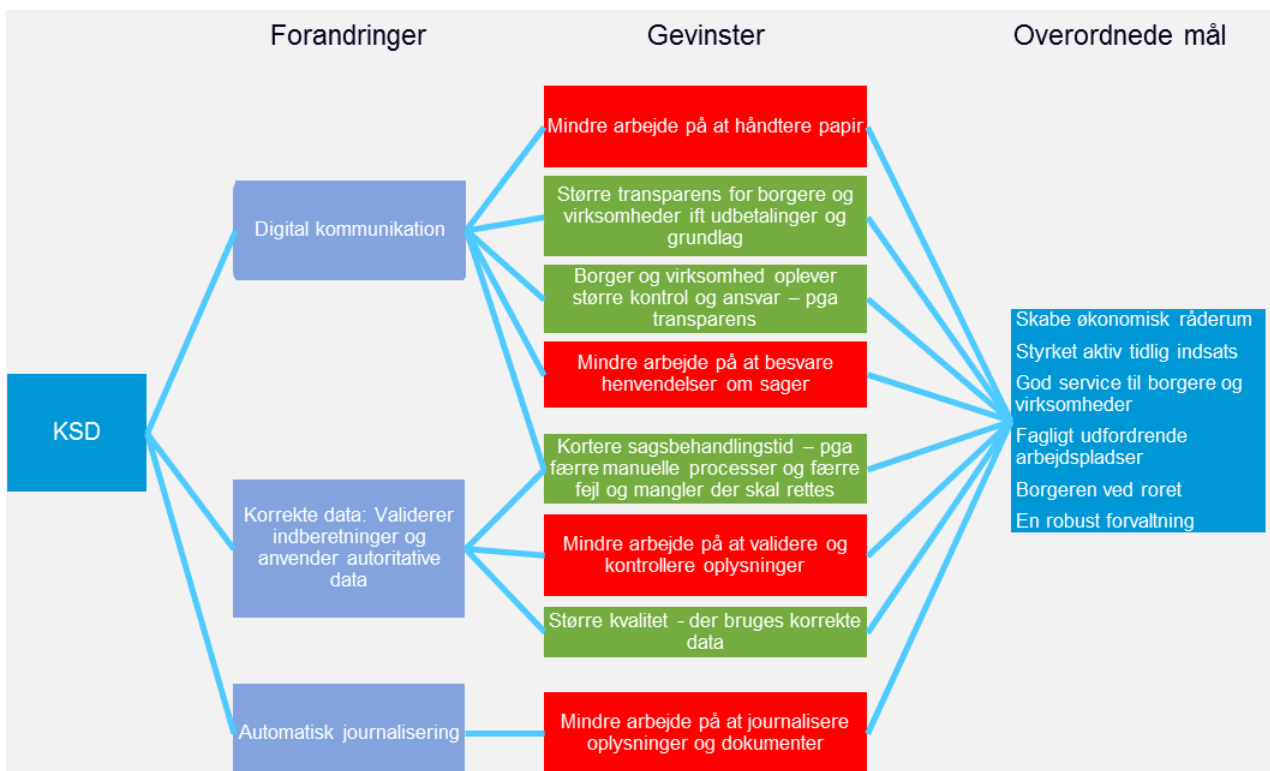 Forandringer
Gevinster
Overordnede mål
KSD
Digital kommunikation
Korrekte data: Validerer
indberetninger og
anvender autoritative
data
Automatisk journalisering
Mindre arbejde på at håndtere papir
Større transparens for borgere og
virksomheder ift udbetalinger og
grundlag
Borger og virksomhed oplever
større kontrol og ansvar – pga
transparens
Mindre arbejde på at besvare
henvendelser om sager
Kortere sagsbehandlingstid – pga
færre manuelle processer og færre
fejl og mangler der skal rettes
Mindre arbejde på at validere og
kontrollere oplysninger
Større kvalitet - der bruges korrekte
data
Mindre arbejde på at journalisere
oplysninger og dokumenter
Skabe økonomisk råderum
Styrket aktiv tidlig indsats
God service til borgere og
virksomheder
Fagligt udfordrende
arbejdspladser
Borgeren ved roret
En robust forvaltning